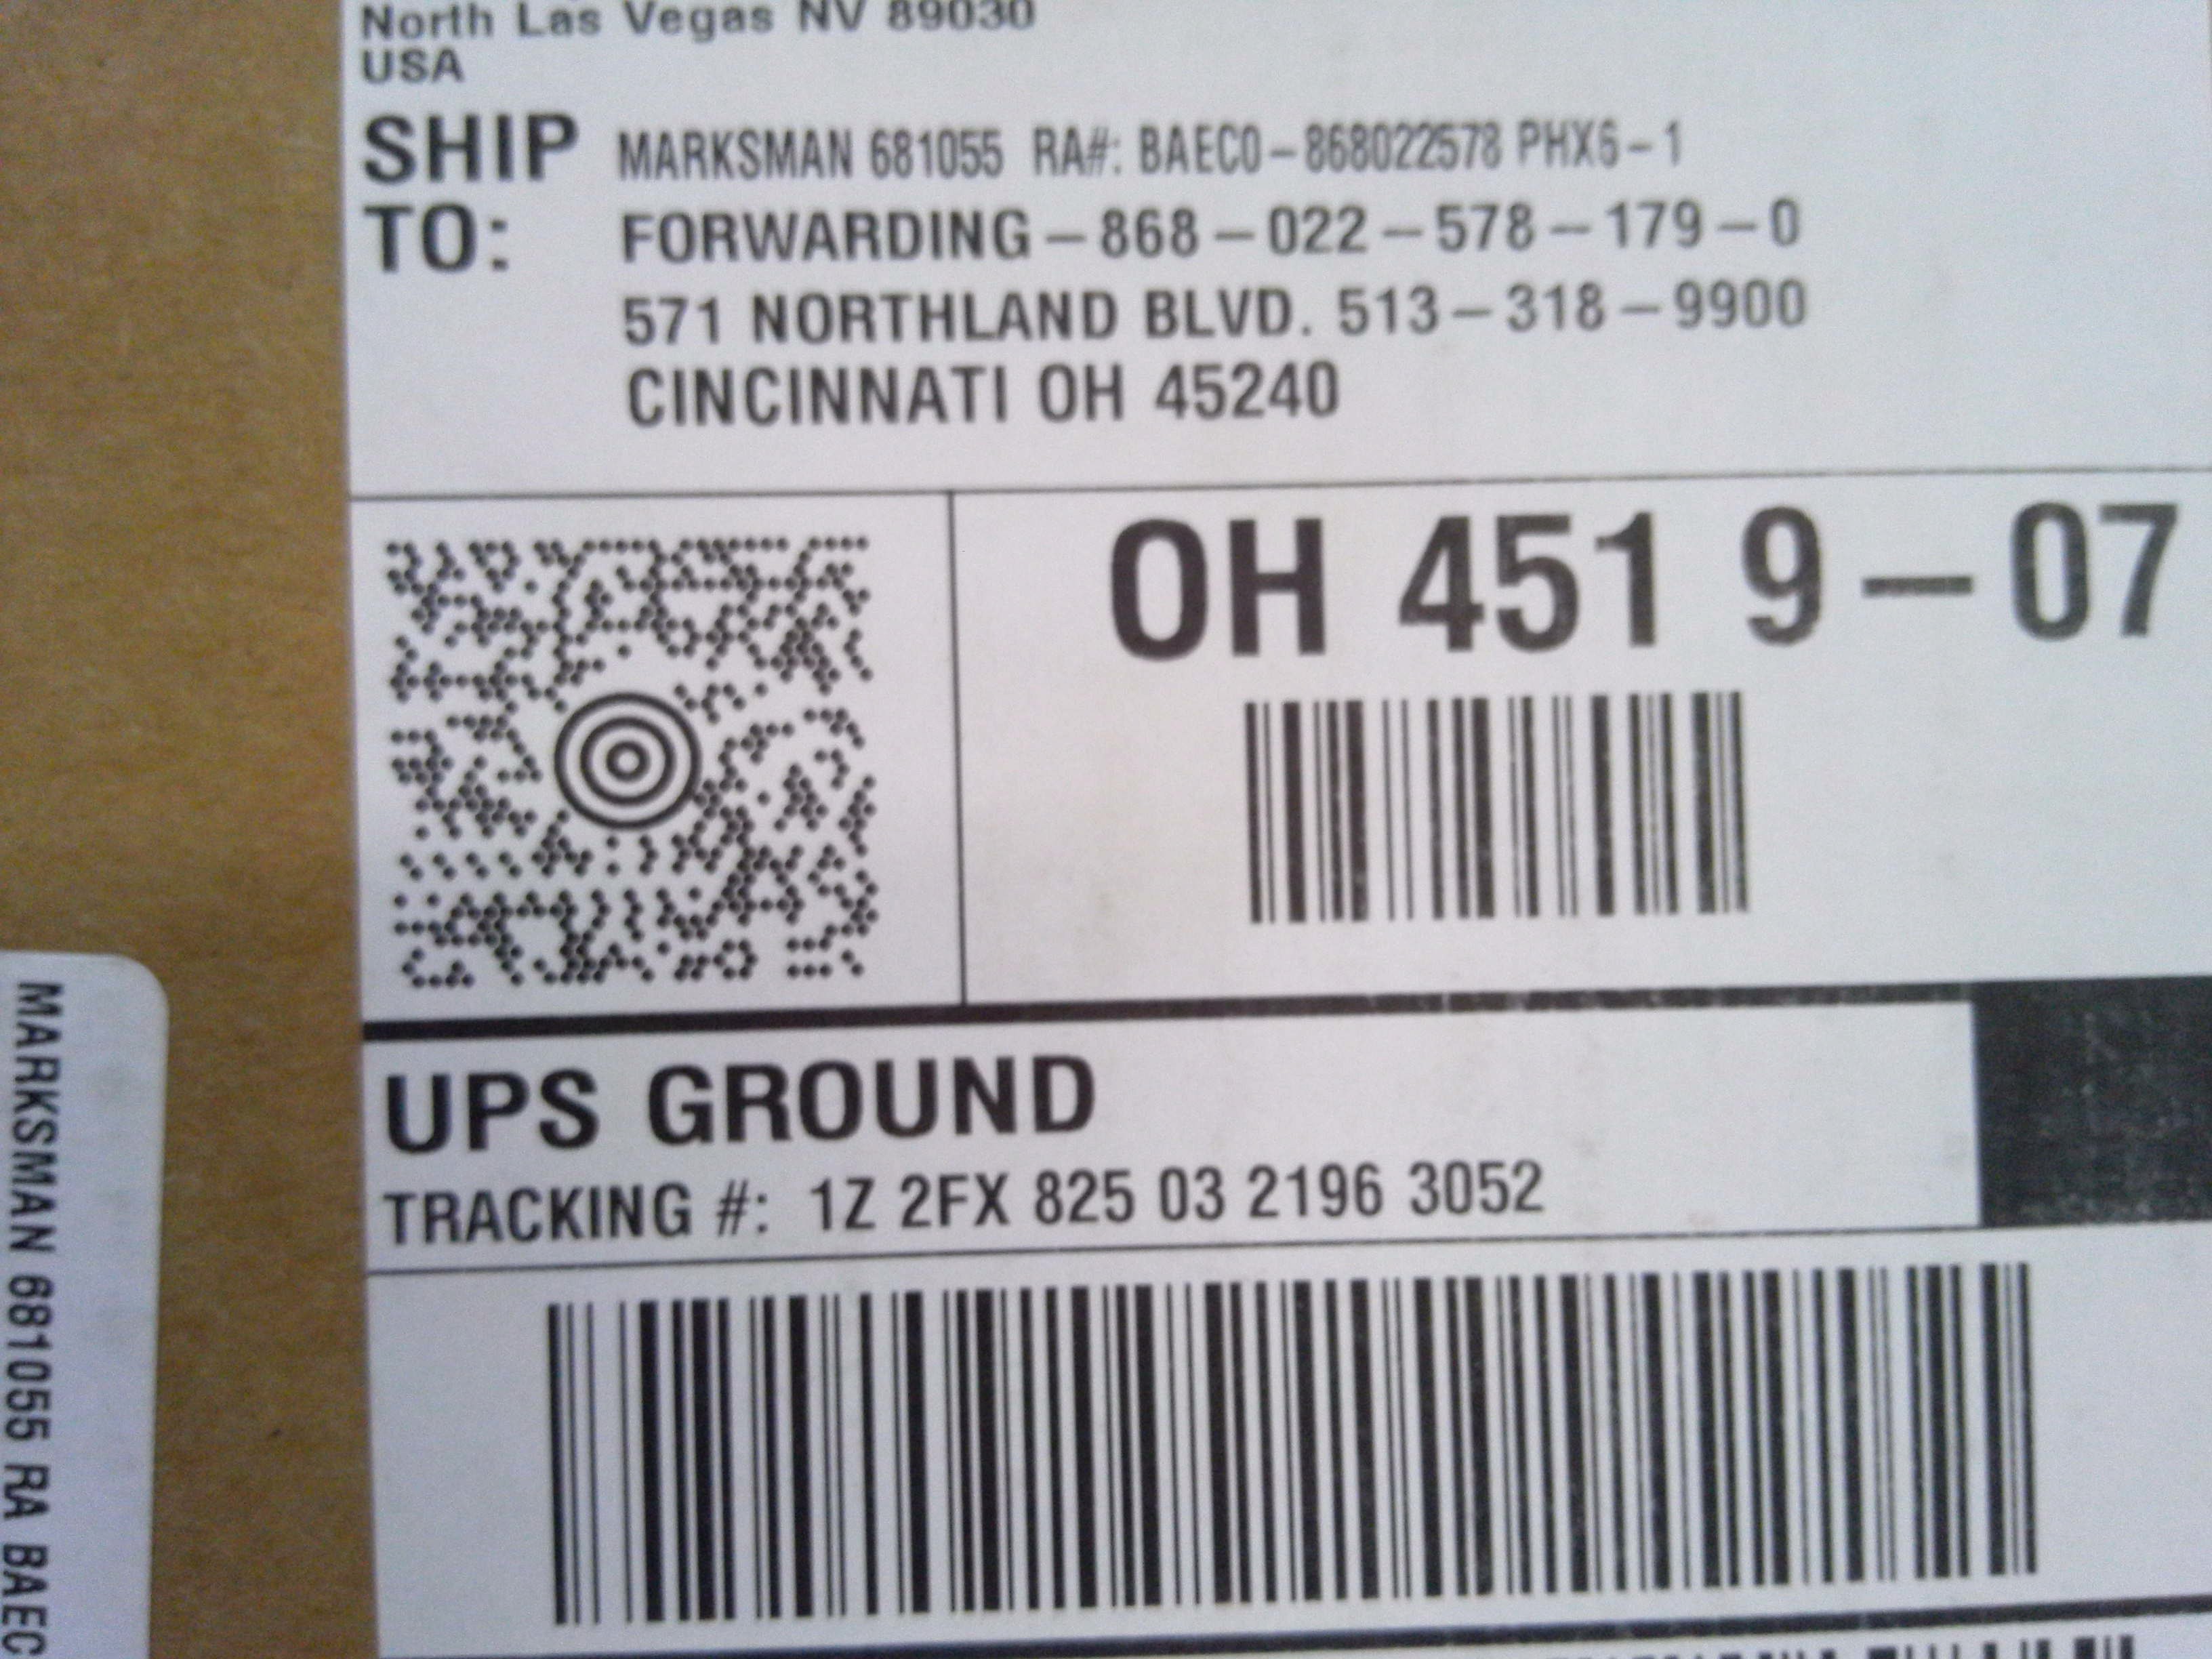 North Las Vegas NV 89030
USA
SHIP TO:
MARKSMAN 681055 RA#: BAEC0-868022578 PHX6-1
FORWARDING-868-022-578-179-0
571 NORTHLAND BLVD. 513-318-9900
CINCINNATI OH 45240
OH 451 9-07
UPS GROUND
TRACKING #: 1Z 2FX 825 03 2196 3052
MARKSMAN 681055 RA BAEC